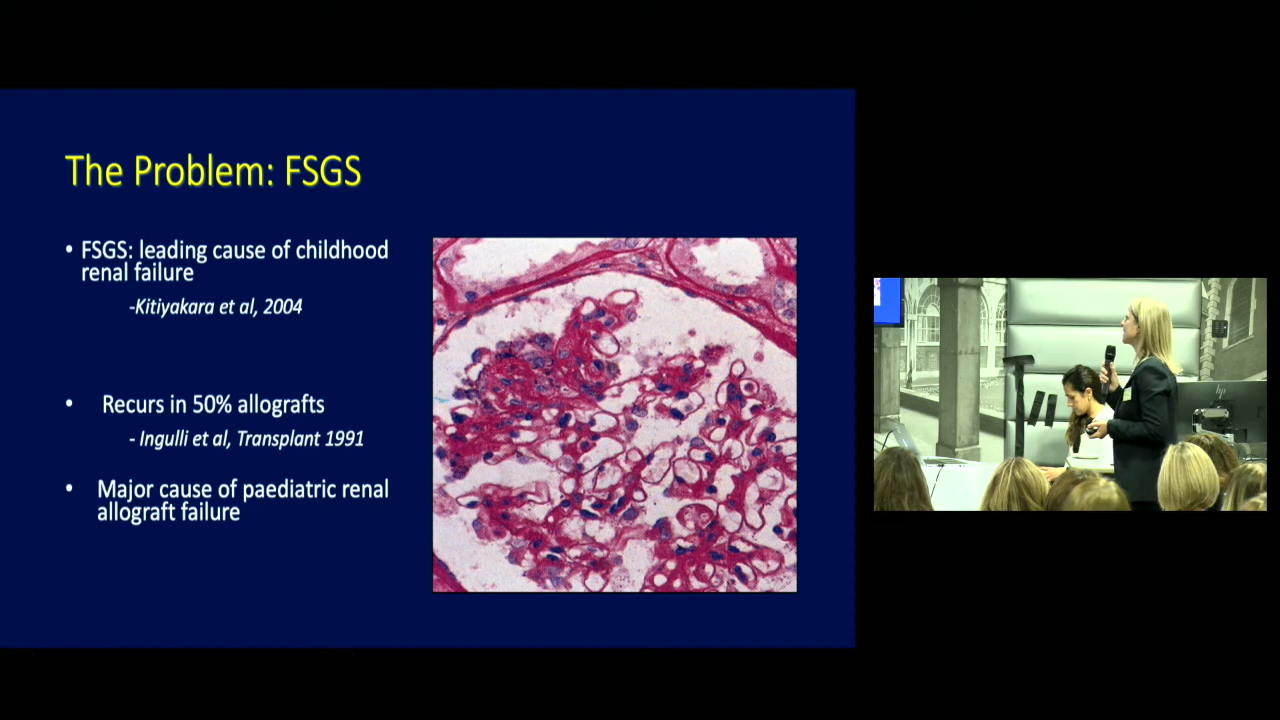 The Problem: FSGS
• FSGS: leading cause of childhood
renal failure
-Kitiyakara et al, 2004
• Recurs in 50% allografts
- Ingulli et al, Transplant 1991
• Major cause of paediatric renal
allograft failure
hp